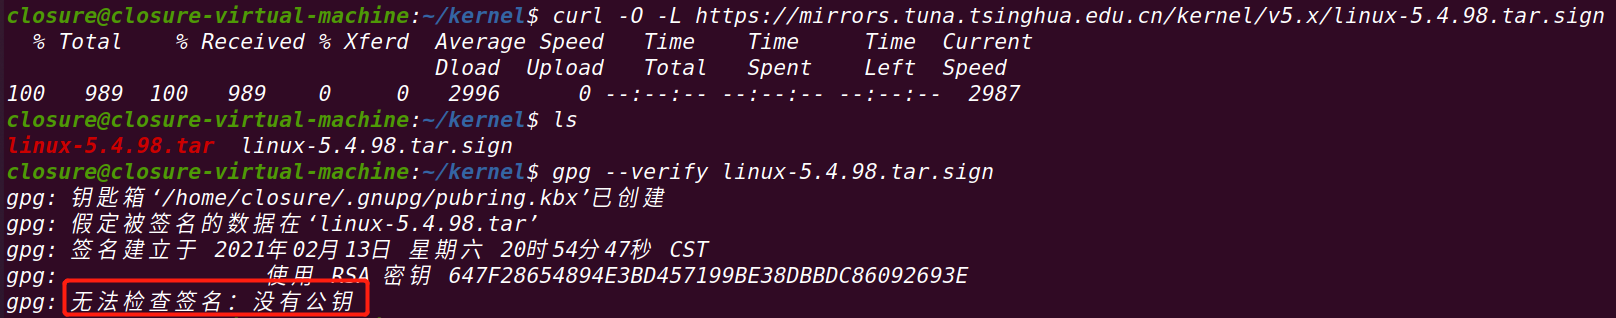 closure@closure-virtual-machine:~/kernel$ curl -O -L https://mirrors.tuna.tsinghua.edu.cn/kernel/v5.x/linux-5.4.98.tar.sign
% Total % Received % Xferd Average Speed Time Time Time Current
Dload Upload Total Spent Left Speed
100 989 100 989 0 0 2996 0 --:--:-- --:--:-- --:--:-- 2987
closure@closure-virtual-machine:~/kernel$ ls
linux-5.4.98.tar linux-5.4.98.tar.sign
closure@closure-virtual-machine:~/kernel$ gpg --verify linux-5.4.98.tar.sign
gpg: 钥匙箱‘/home/closure/.gnupg/pubring.kbx’已创建
gpg: 假定被签名的数据在‘linux-5.4.98.tar’
gpg: 签名建立于 2021年02月13日 星期六 20时54分47秒 CST
gpg: 使用 RSA 密钥 647F28654894E3BD457199BE38DBBDC86092693E
gpg: 无法检查签名：没有公钥